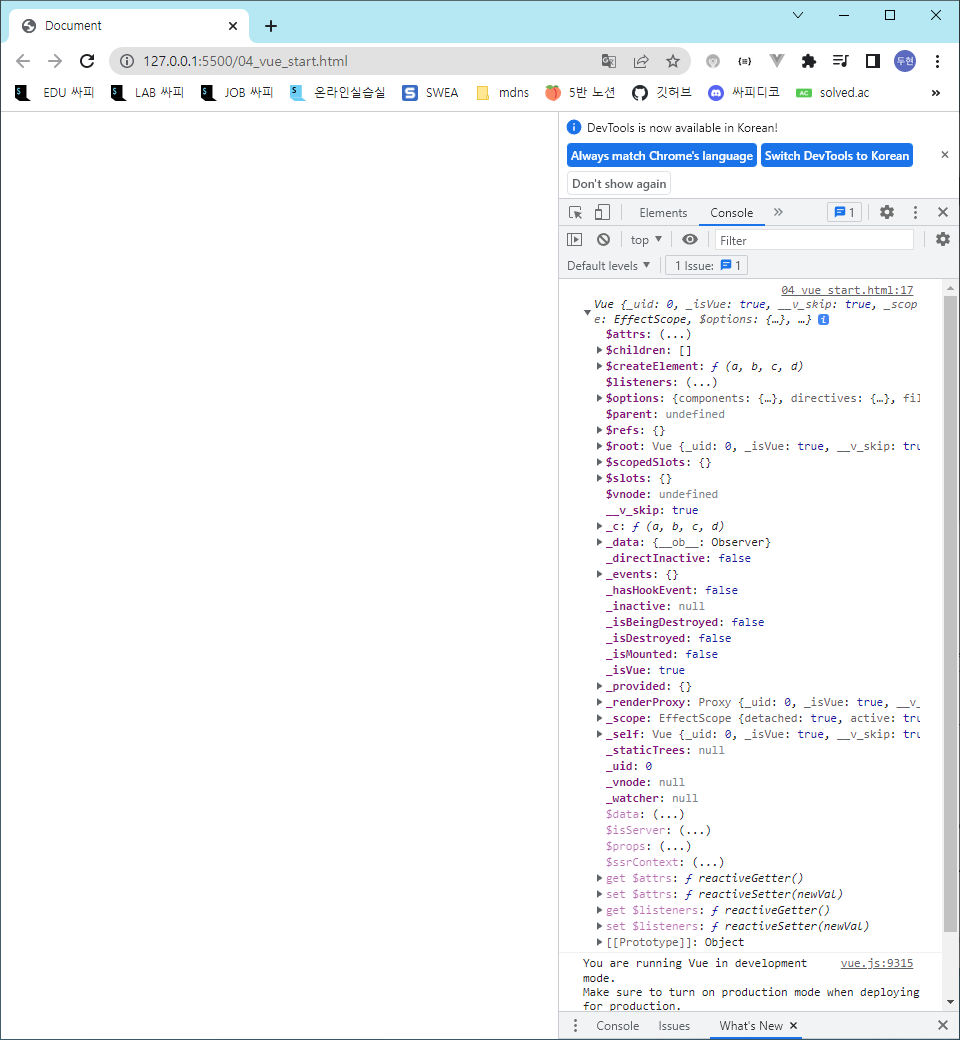 Document
127.0.0.1:5500/04_vue_start.html
두현
EDU 싸피
LAB 싸피
JOB 싸피
온라인실습실
SWEA
mdns
5반 노션
깃허브
싸피디코
solved.ac
»
DevTools is now available in Korean!
Always match Chrome's language
Switch DevTools to Korean
Don't show again
Elements Console » 1
top Filter
Default levels 1 Issue: 1
04_vue_start.html:17
Vue {_uid: 0, _isVue: true, __v_skip: true, _scop
e: EffectScope, $options: {…}, …}
$attrs: (...)
$children: []
$createElement: ƒ (a, b, c, d)
$listeners: (...)
$options: {components: {…}, directives: {…}, fil
$parent: undefined
$refs: {}
$root: Vue {_uid: 0, _isVue: true, __v_skip: tru
$scopedSlots: {}
$slots: {}
$vnode: undefined
__v_skip: true
_c: ƒ (a, b, c, d)
_data: {__ob__: Observer}
_directInactive: false
_events: {}
_hasHookEvent: false
_inactive: null
_isBeingDestroyed: false
_isDestroyed: false
_isMounted: false
_isVue: true
_provided: {}
_renderProxy: Proxy {_uid: 0, _isVue: true, __v_
_scope: EffectScope {detached: true, active: tru
_self: Vue {_uid: 0, _isVue: true, __v_skip: tru
_staticTrees: null
_uid: 0
_vnode: null
_watcher: null
$data: (...)
$isServer: (...)
$props: (...)
$ssrContext: (...)
get $attrs: ƒ reactiveGetter()
set $attrs: ƒ reactiveSetter(newVal)
get $listeners: ƒ reactiveGetter()
set $listeners: ƒ reactiveSetter(newVal)
[[Prototype]]: Object
You are running Vue in development vue.js:9315
mode.
Make sure to turn on production mode when deploying
for production.
Console Issues What's New